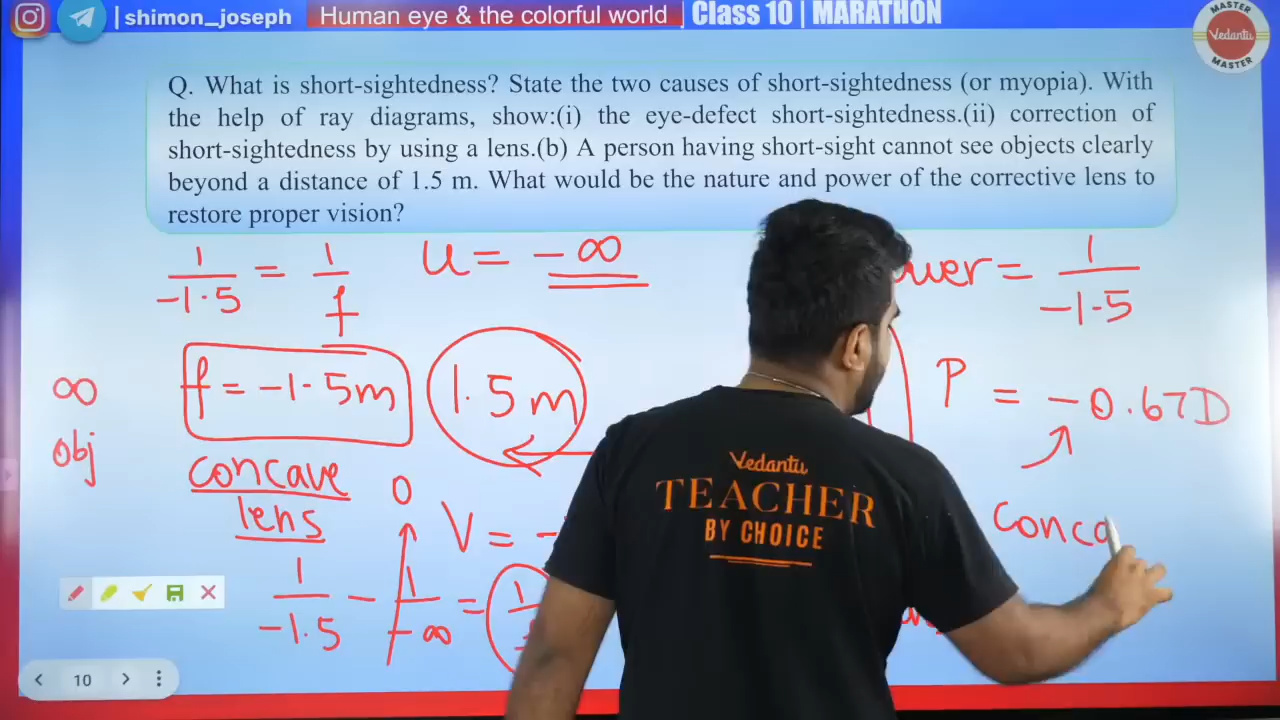 | shimon_joseph | Human eye & the colorful world | Class 10 | MARATHON
MASTER
Vedantu
MASTER
Q. What is short-sightedness? State the two causes of short-sightedness (or myopia). With
the help of ray diagrams, show:(i) the eye-defect short-sightedness.(ii) correction of
short-sightedness by using a lens.(b) A person having short-sight cannot see objects clearly
beyond a distance of 1.5 m. What would be the nature and power of the corrective lens to
restore proper vision?
1/-1.5 = 1/f
u = -∞
f = -1.5m
1.5 m
∞
obj
concave
lens
0
V = -
1/-1.5 - 1/-∞ = 1
Power = 1/-1.5
P = -0.67D
Conca
Vedantu
TEACHER
BY CHOICE
10